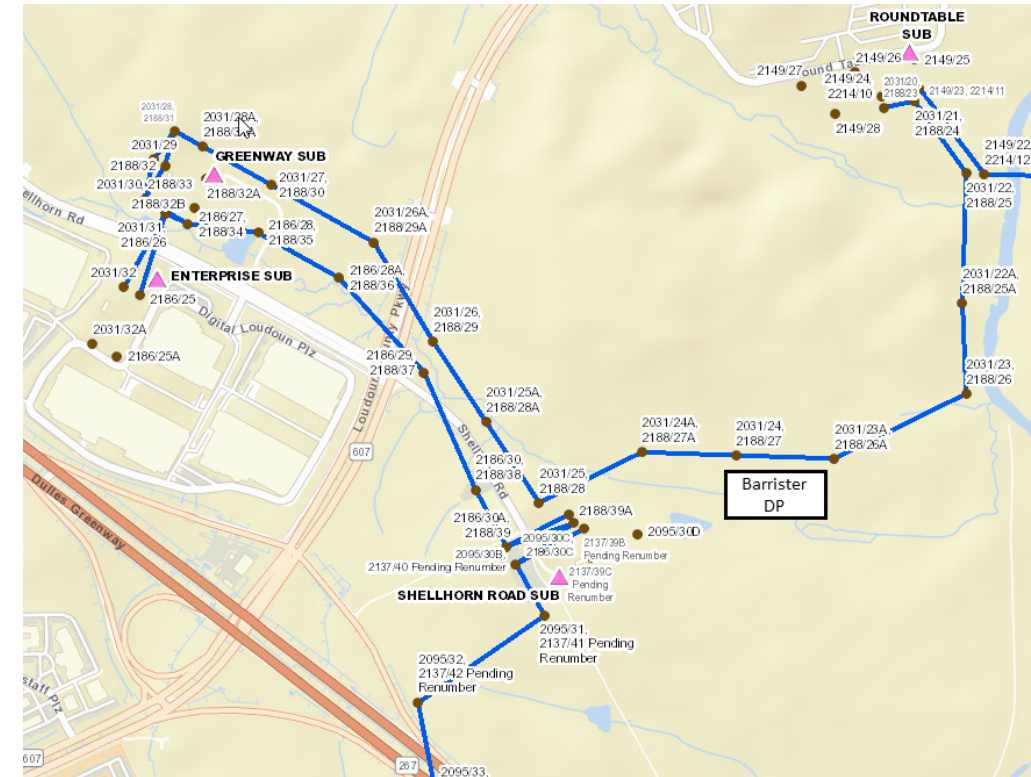 ROUNDTABLE
SUB
2149/26
2149/25
2149/27
2149/24,
2214/10
2031/20,
2188/23
2149/23, 2214/11
2149/28
2031/21,
2188/24
2149/22,
2214/12
2031/22,
2188/25
2031/28,
2188/31
2031/28A,
2031/29
2188/32
GREENWAY SUB
2031/27,
2188/30
2031/30,
2188/33
2188/32A
2188/32B
2186/27,
2188/34
2031/26A,
2188/29A
2186/28,
2188/35
2031/31,
2186/26
ENTERPRISE SUB
2031/32
2186/25
2186/28A,
2188/36
2031/22A,
2188/25A
Digital Loudoun Plz
2031/26,
2188/29
2031/32A
2186/25A
2186/29,
2188/37
2031/23,
2188/26
2031/25A,
2188/28A
607
2031/24A,
2188/27A
2031/24,
2188/27
2031/23A,
2188/26A
2186/30,
2188/38
2031/25,
2188/28
Barrister
DP
Dulles Greenway
2186/30A,
2188/39
2188/39A
2095/30C,
2186/30C
2095/30D
2137/39B
Pending Renumber
2095/30B,
2137/40 Pending Renumber
2137/39C
Pending
Renumber
SHELLHORN ROAD SUB
2095/31,
2137/41 Pending
Renumber
2095/32,
2137/42 Pending
Renumber
staff Plz
607
267
2095/33,